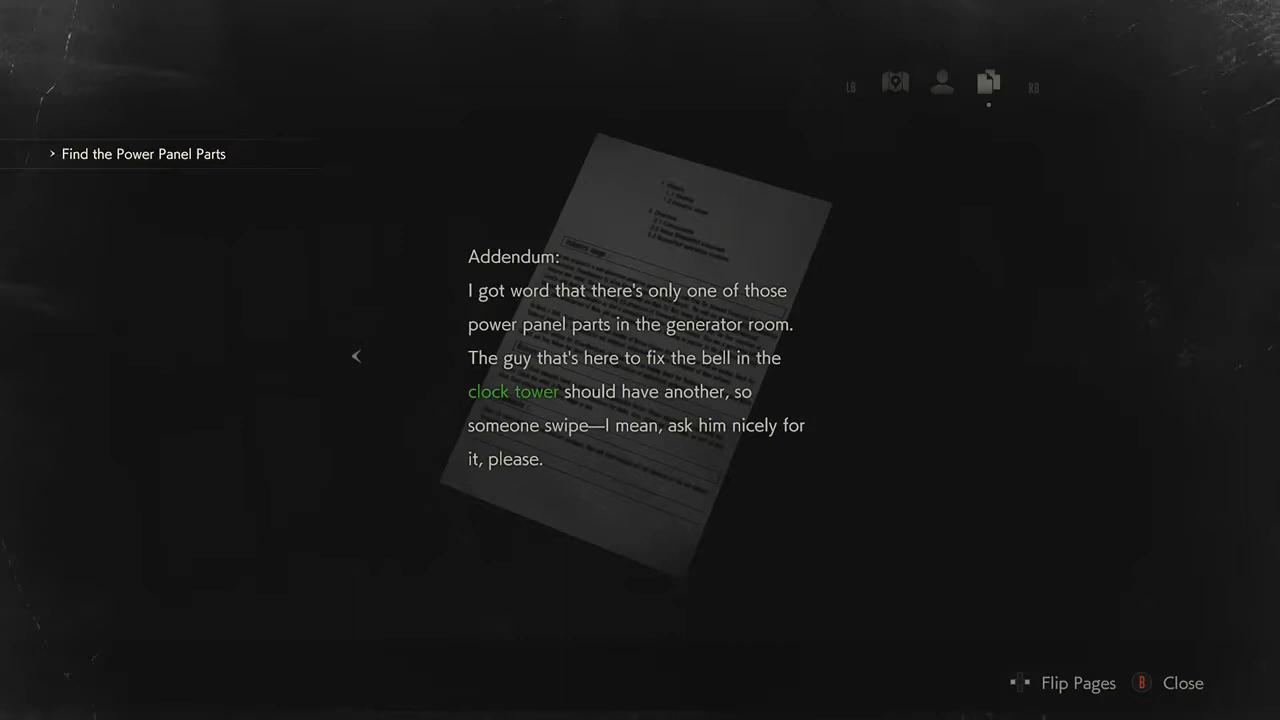 LB
RB
> Find the Power Panel Parts
Addendum:
I got word that there's only one of those
power panel parts in the generator room.
The guy that's here to fix the bell in the
clock tower should have another, so
someone swipe—I mean, ask him nicely for
it, please.
Flip Pages B Close